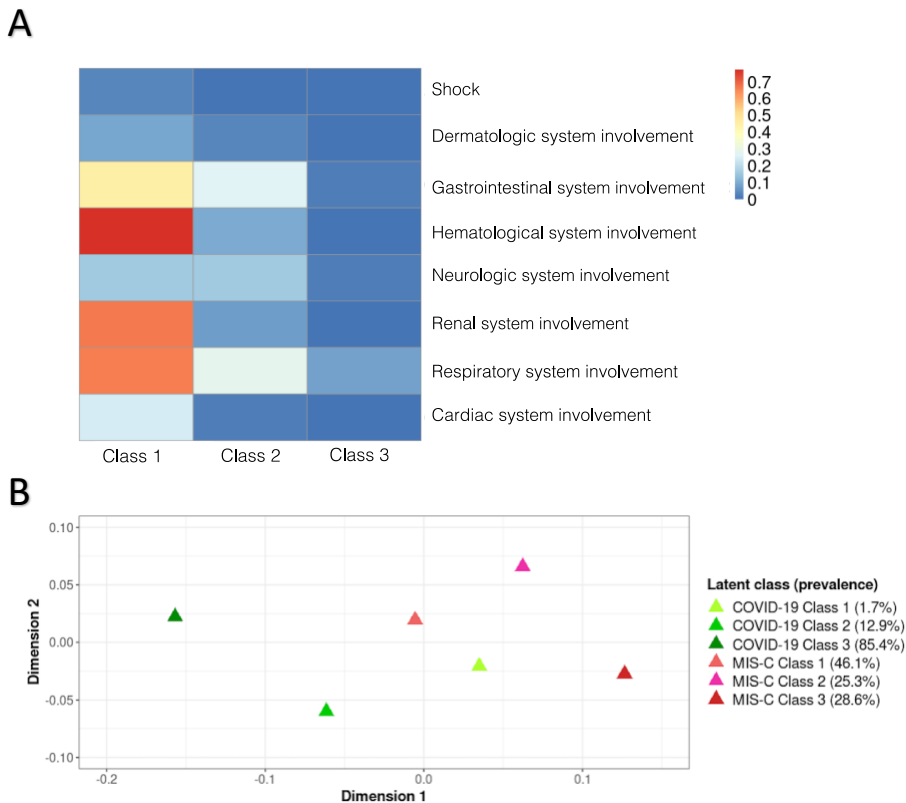 A
Shock
Dermatologic system involvement
Gastrointestinal system involvement
Hematological system involvement
Neurologic system involvement
Renal system involvement
Respiratory system involvement
Cardiac system involvement
0.7
0.6
0.5
0.4
0.3
0.2
0.1
0
Class 1 Class 2 Class 3
B
Dimension 2
0.10
0.05
0.00
-0.05
-0.10
-0.2 -0.1 0.0 0.1
Dimension 1
Latent class (prevalence)
COVID-19 Class 1 (1.7%)
COVID-19 Class 2 (12.9%)
COVID-19 Class 3 (85.4%)
MIS-C Class 1 (46.1%)
MIS-C Class 2 (25.3%)
MIS-C Class 3 (28.6%)